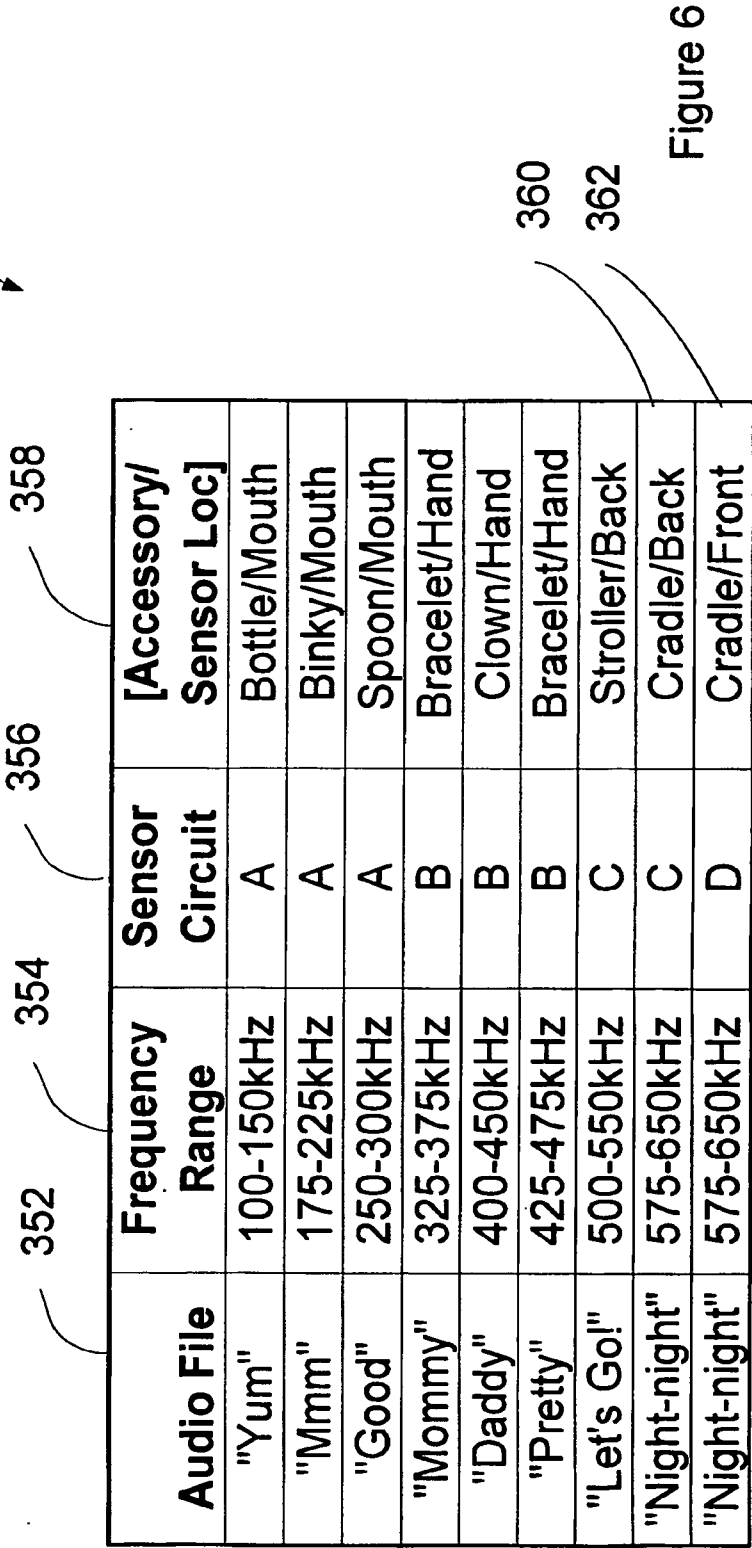 352 354 356 358
Audio File Frequency Range Sensor Circuit [Accessory/ Sensor Loc]
"Yum" 100-150kHz A Bottle/Mouth
"Mmm" 175-225kHz A Binky/Mouth
"Good" 250-300kHz A Spoon/Mouth
"Mommy" 325-375kHz B Bracelet/Hand
"Daddy" 400-450kHz B Clown/Hand
"Pretty" 425-475kHz B Bracelet/Hand
"Let's Go!" 500-550kHz C Stroller/Back
"Night-night" 575-650kHz C Cradle/Back
"Night-night" 575-650kHz D Cradle/Front
360
362
Figure 6